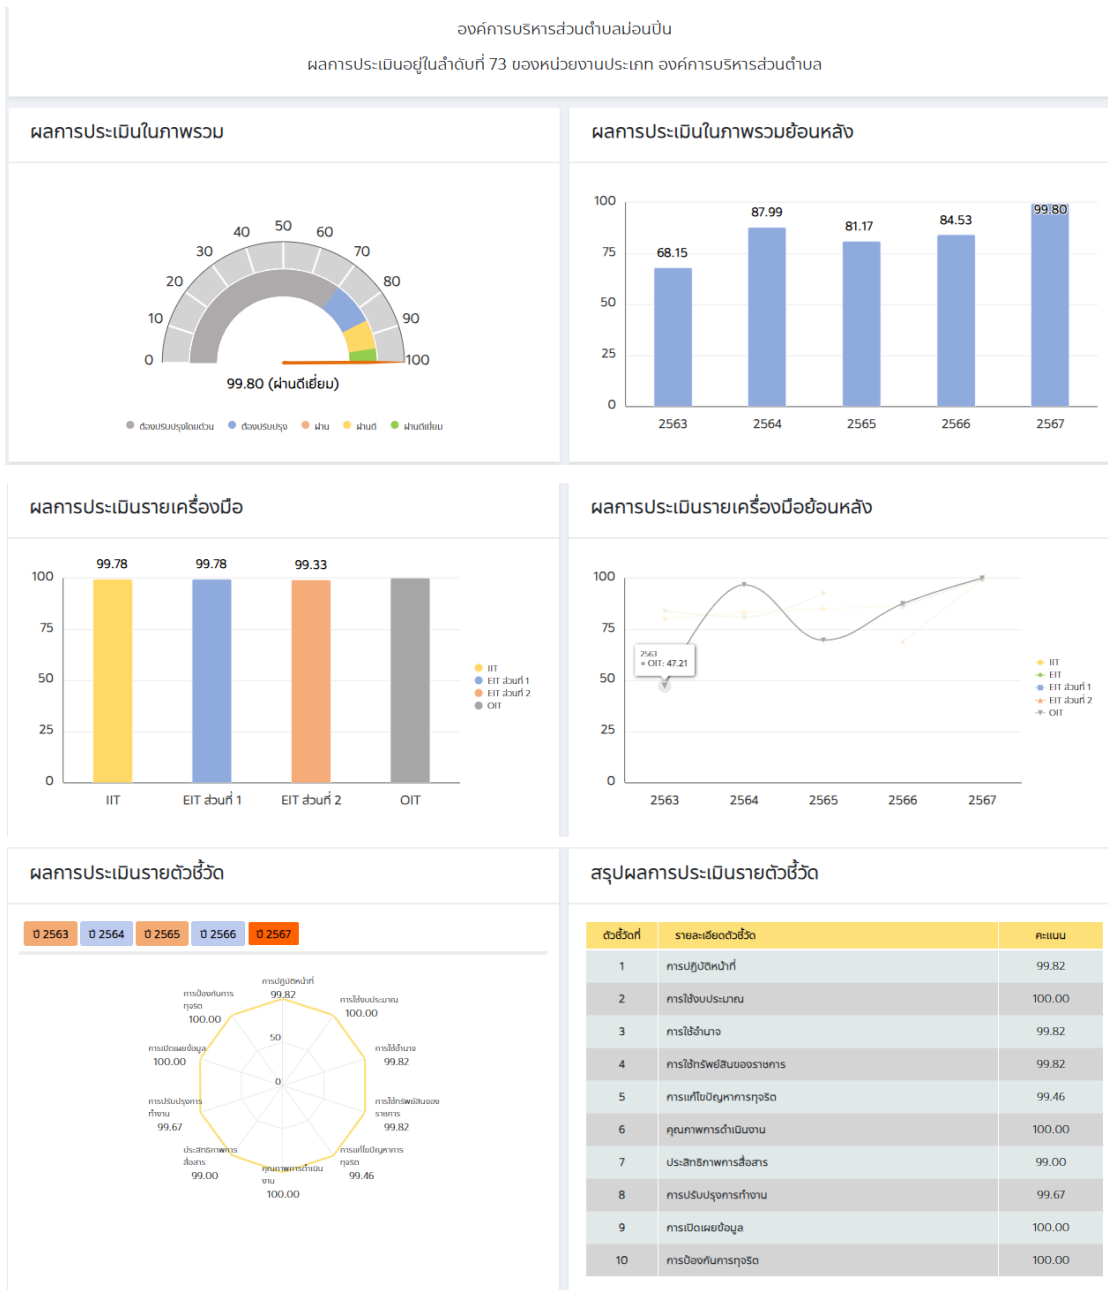 องค์การบริหารส่วนตำบลม่อนปิ่น
ผลการประเมินอยู่ในลำดับที่ 73 ของหน่วยงานประเภท องค์การบริหารส่วนตำบล
ผลการประเมินในภาพรวม
0
10
20
30
40
50
60
70
80
90
100
99.80 (ผ่านดีเยี่ยม)
ต้องปรับปรุงโดยด่วน ต้องปรับปรุง ผ่าน ผ่านดี ผ่านดีเยี่ยม
ผลการประเมินในภาพรวมย้อนหลัง
100
75
50
25
0
68.15
87.99
81.17
84.53
99.80
2563 2564 2565 2566 2567
ผลการประเมินรายเครื่องมือ
100
75
50
25
0
99.78 99.78 99.33
IIT EIT ส่วนที่ 1 EIT ส่วนที่ 2 OIT
IIT
EIT ส่วนที่ 1
EIT ส่วนที่ 2
OIT
ผลการประเมินรายเครื่องมือย้อนหลัง
100
75
50
25
0
2563
OIT: 47.21
2563 2564 2565 2566 2567
IIT
EIT
EIT ส่วนที่ 1
EIT ส่วนที่ 2
OIT
ผลการประเมินรายตัวชี้วัด
ปี 2563 ปี 2564 ปี 2565 ปี 2566 ปี 2567
การปฏิบัติหน้าที่
99.82
การใช้งบประมาณ
100.00
การใช้อำนาจ
99.82
การใช้ทรัพย์สินของ
ราชการ
99.82
การแก้ไขปัญหาการ
ทุจริต
99.46
คุณภาพการดำเนิน
งาน
100.00
ประสิทธิภาพการ
สื่อสาร
99.00
การปรับปรุงการ
ทำงาน
99.67
การเปิดเผยข้อมูล
100.00
การป้องกันการ
ทุจริต
100.00
50
0
สรุปผลการประเมินรายตัวชี้วัด
ตัวชี้วัดที่ รายละเอียดตัวชี้วัด คะแนน
1 การปฏิบัติหน้าที่ 99.82
2 การใช้งบประมาณ 100.00
3 การใช้อำนาจ 99.82
4 การใช้ทรัพย์สินของราชการ 99.82
5 การแก้ไขปัญหาการทุจริต 99.46
6 คุณภาพการดำเนินงาน 100.00
7 ประสิทธิภาพการสื่อสาร 99.00
8 การปรับปรุงการทำงาน 99.67
9 การเปิดเผยข้อมูล 100.00
10 การป้องกันการทุจริต 100.00